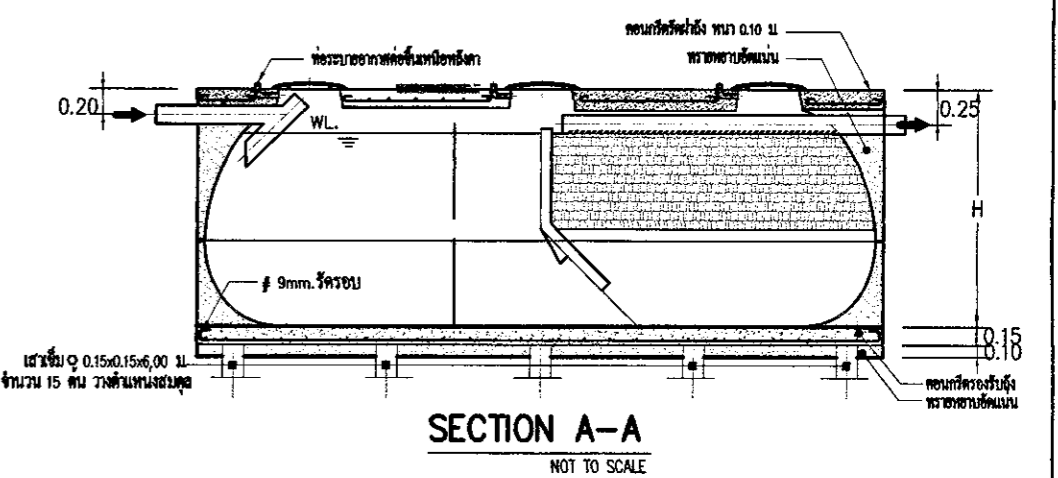 คอนกรีตรัดฝาถัง หนา 0.10 ม.
ท่อระบายอากาศต่อขึ้นเหนือหลังคา
ทรายหยาบอัดแน่น
0.20
0.25
WL.
H
# 9mm. รัดรอบ
0.15
0.10
เสาเข็ม 0.15x0.15x6,00 ม.
จำนวน 15 ต้น วางตำแหน่งสมดุล
คอนกรีตรองรับถัง
ทรายหยาบอัดแน่น
SECTION A-A
NOT TO SCALE